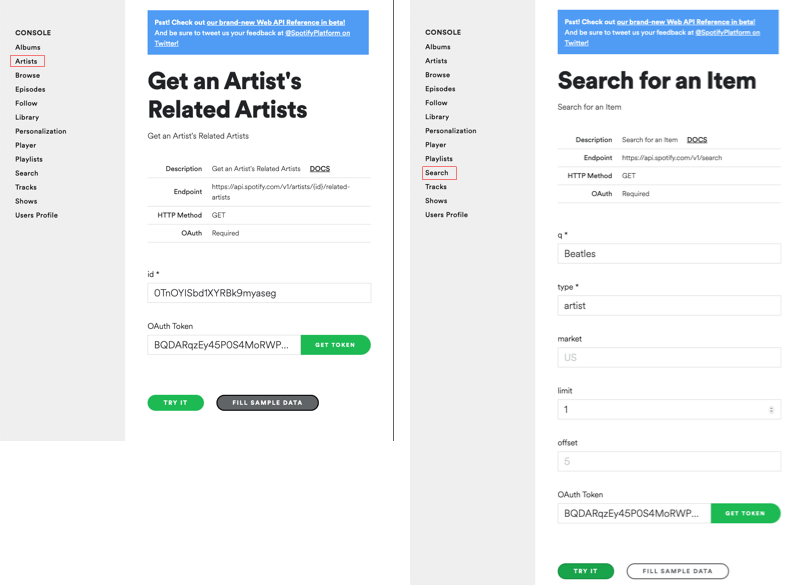 CONSOLE
Albums
Artists
Browse
Episodes
Follow
Library
Personalization
Player
Playlists
Search
Tracks
Shows
Users Profile
Psst! Check out our brand-new Web API Reference in beta!
And be sure to tweet us your feedback at @SpotifyPlatform on
Twitter!
Get an Artist's
Related Artists
Get an Artist's Related Artists
Description Get an Artist's Related Artists DOCS
Endpoint https://api.spotify.com/v1/artists/{id}/related-
artists
HTTP Method GET
OAuth Required
id *
0TnOYISbd1XYRBk9myaseg
OAuth Token
BQDARqzEy45P0S4MoRWP... GET TOKEN
TRY IT FILL SAMPLE DATA
CONSOLE
Albums
Artists
Browse
Episodes
Follow
Library
Personalization
Player
Playlists
Search
Tracks
Shows
Users Profile
Psst! Check out our brand-new Web API Reference in beta!
And be sure to tweet us your feedback at @SpotifyPlatform on
Twitter!
Search for an Item
Search for an Item
Description Search for an Item DOCS
Endpoint https://api.spotify.com/v1/search
HTTP Method GET
OAuth Required
q *
Beatles
type *
artist
market
US
limit
1
offset
5
OAuth Token
BQDARqzEy45P0S4MoRWP... GET TOKEN
TRY IT FILL SAMPLE DATA